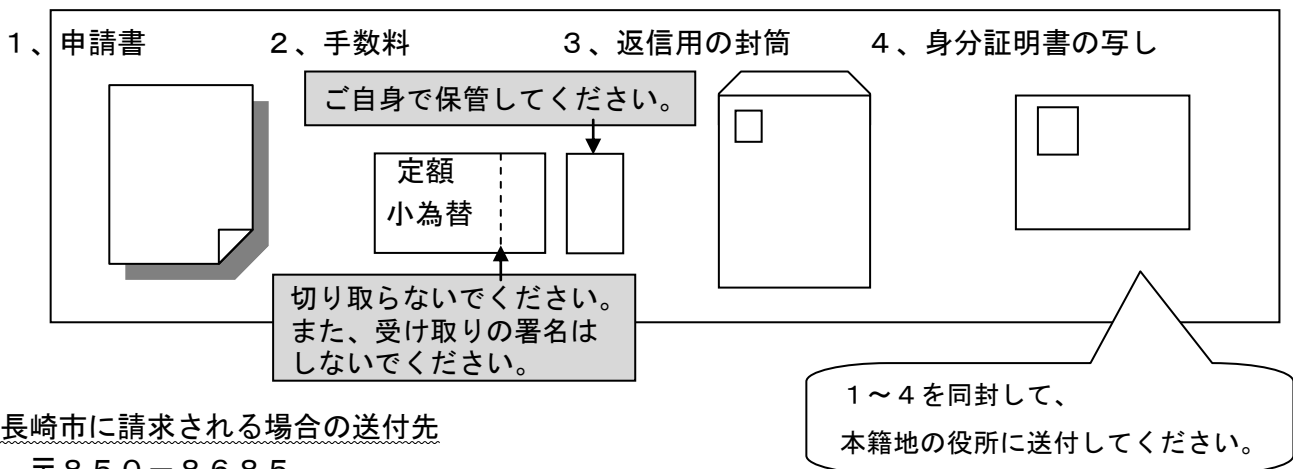 １、申請書　２、手数料　３、返信用の封筒　４、身分証明書の写し
ご自身で保管してください。
定額
小為替
切り取らないでください。
また、受け取りの署名は
しないでください。
１～４を同封して、
本籍地の役所に送付してください。
長崎市に請求される場合の送付先
〒８５０－８６８５